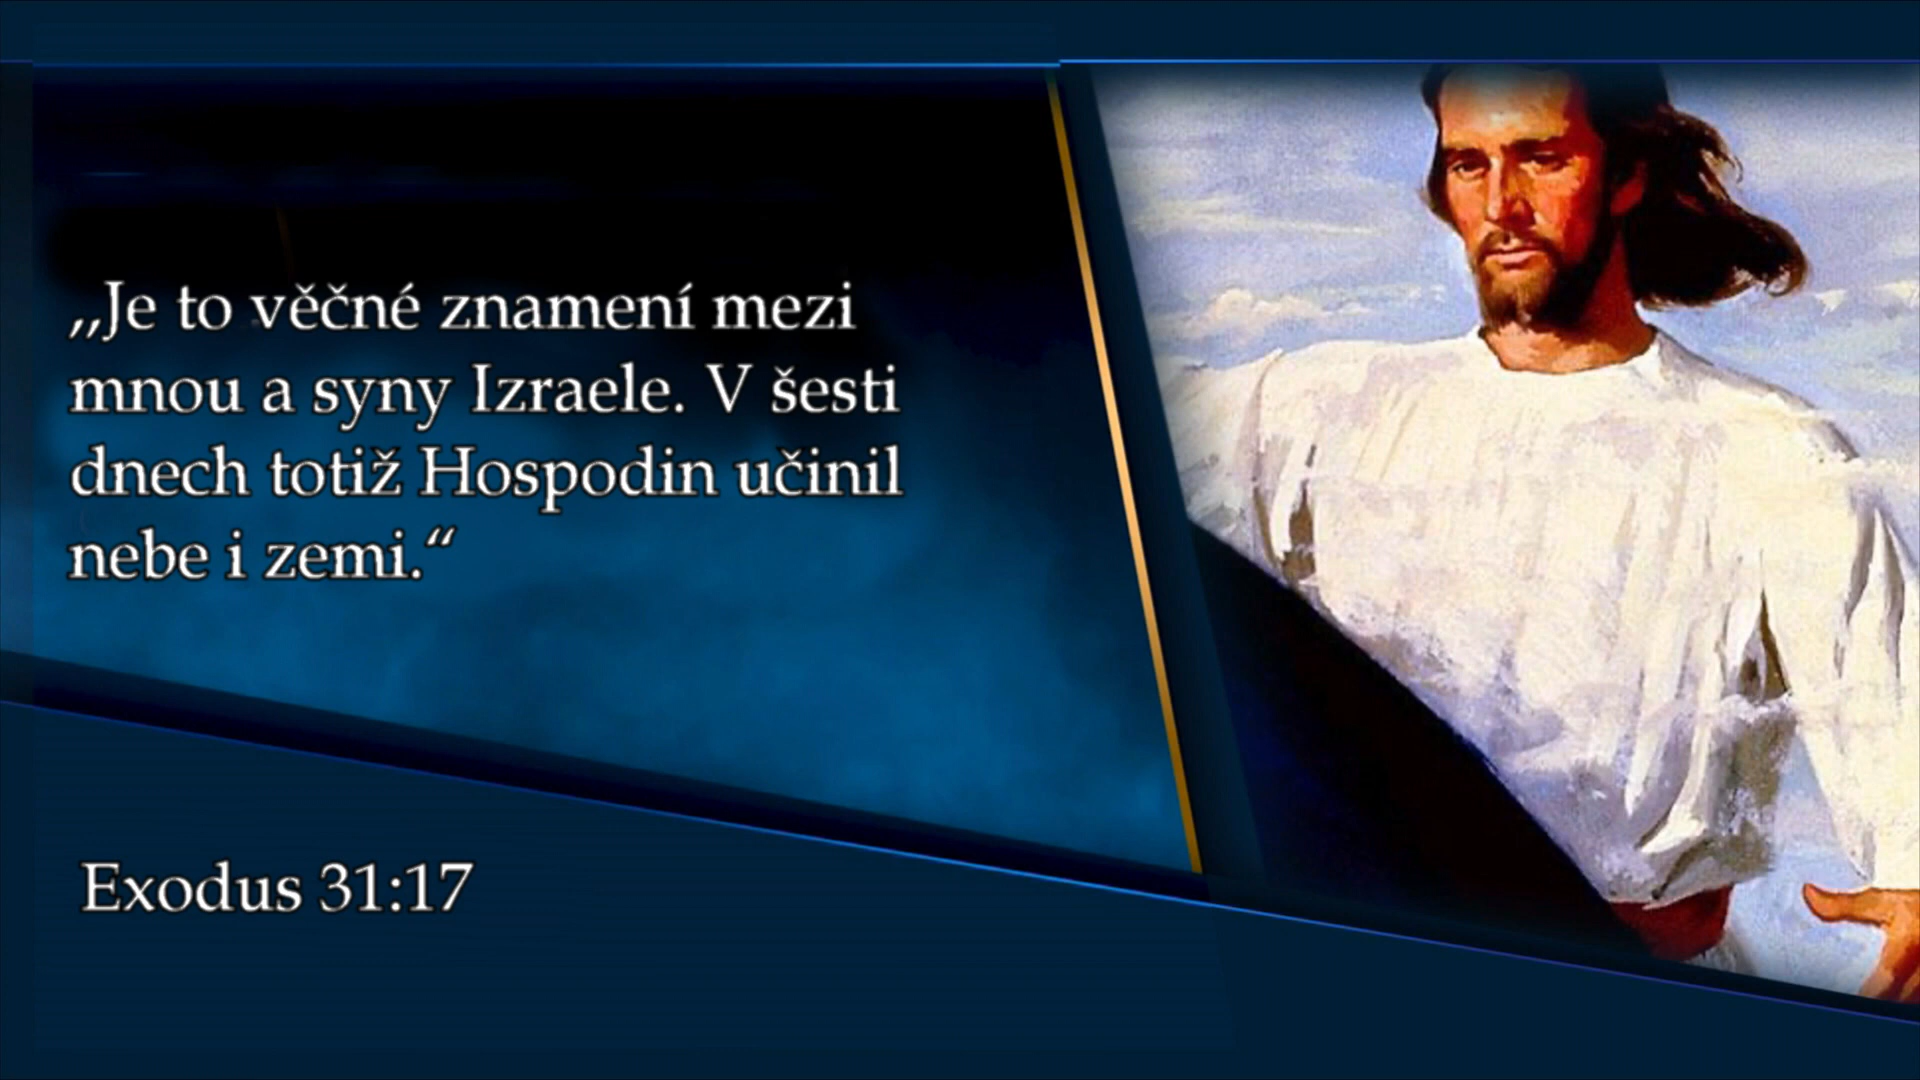 ,,Je to věčné znamení mezi
mnou a syny Izraele. V šesti
dnech totiž Hospodin učinil
nebe i zemi.“
Exodus 31:17